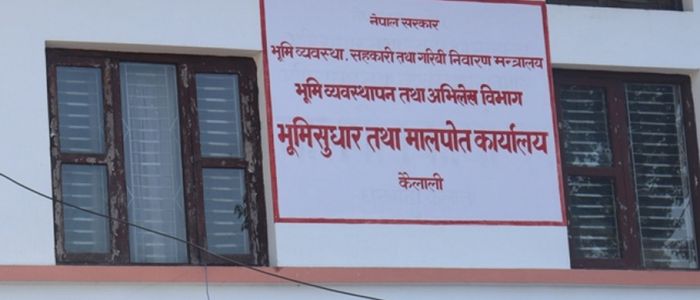 नेपाल सरकार
भूमि व्यवस्था, सहकारी तथा गरिवी निवारण मन्त्रालय
भूमि व्यवस्थापन तथा अभिलेख विभाग
भूमिसुधार तथा मालपोत कार्यालय
कैलाली